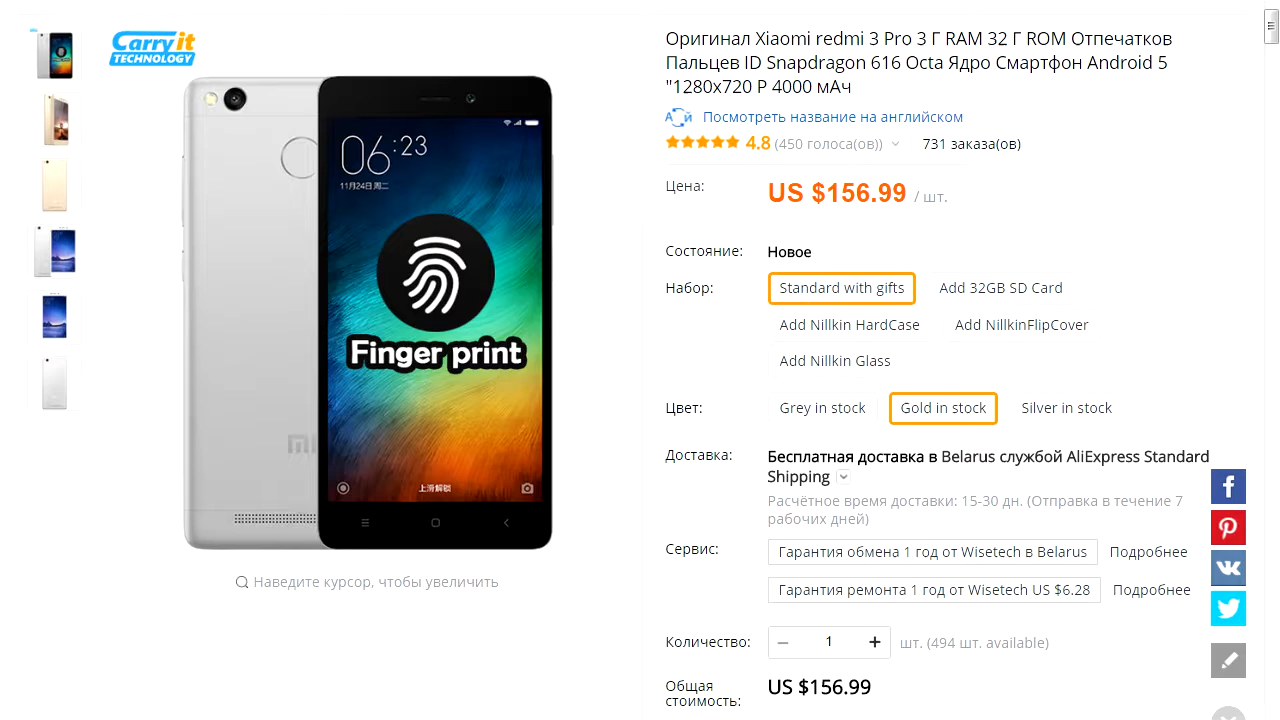 Carry it
TECHNOLOGY
06:23
11月24日周二
Finger print
MI
上滑解锁
Наведите курсор, чтобы увеличить
Оригинал Xiaomi redmi 3 Pro 3 Г RAM 32 Г ROM Отпечатков
Пальцев ID Snapdragon 616 Octa Ядро Смартфон Android 5
"1280x720 P 4000 мАч
Посмотреть название на английском
4.8 (450 голоса(ов)) 731 заказа(ов)
Цена: US $156.99 / шт.
Состояние: Новое
Набор: Standard with gifts Add 32GB SD Card
Add Nillkin HardCase Add NillkinFlipCover
Add Nillkin Glass
Цвет: Grey in stock Gold in stock Silver in stock
Доставка: Бесплатная доставка в Belarus службой AliExpress Standard
Shipping
Расчётное время доставки: 15-30 дн. (Отправка в течение 7
рабочих дней)
Сервис: Гарантия обмена 1 год от Wisetech в Belarus Подробнее
Гарантия ремонта 1 год от Wisetech US $6.28 Подробнее
Количество: 1 шт. (494 шт. available)
Общая
стоимость: US $156.99